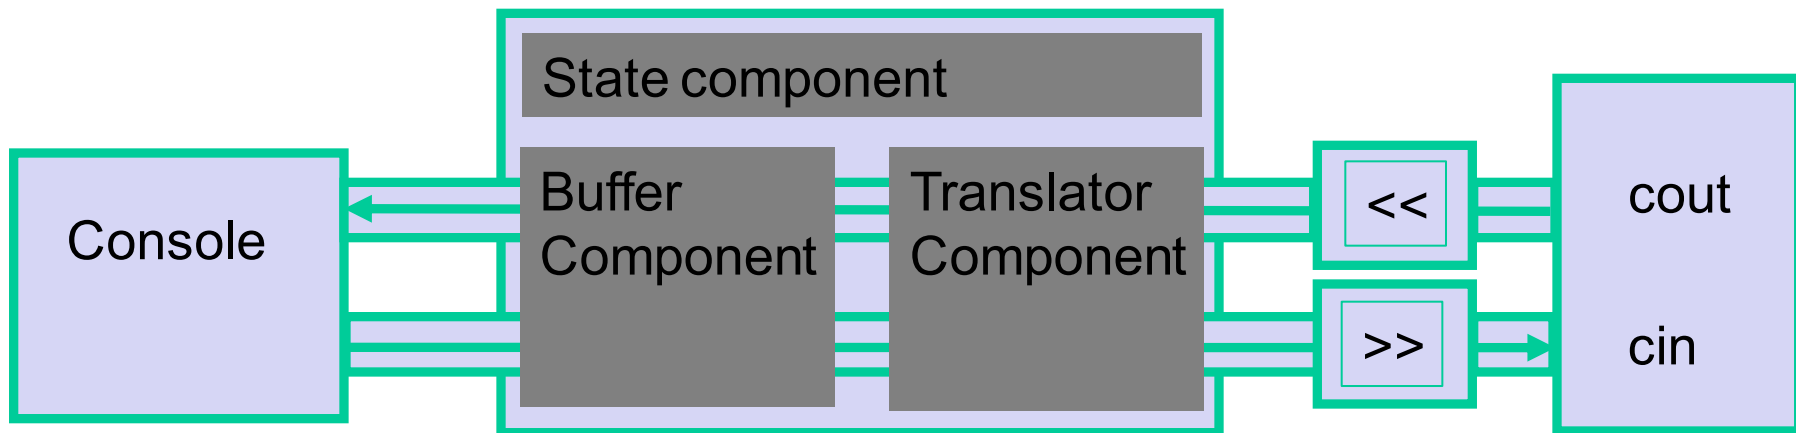 State component
Console
Buffer
Component
Translator
Component
<<
>>
cout
cin